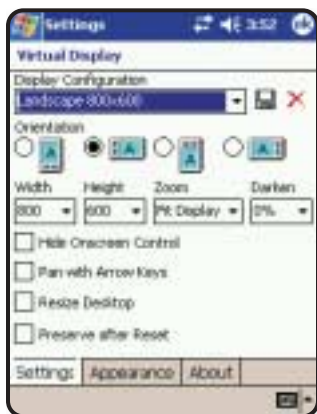 Settings 3:52 ok
Virtual Display
Display Configuration
Landscape 800x600
Orientation
A A A A
Width Height Zoom Darken
800 600 Fit Display 0%
Hide Onscreen Control
Pan with Arrow Keys
Resize Desktop
Preserve after Reset
Settings Appearance About